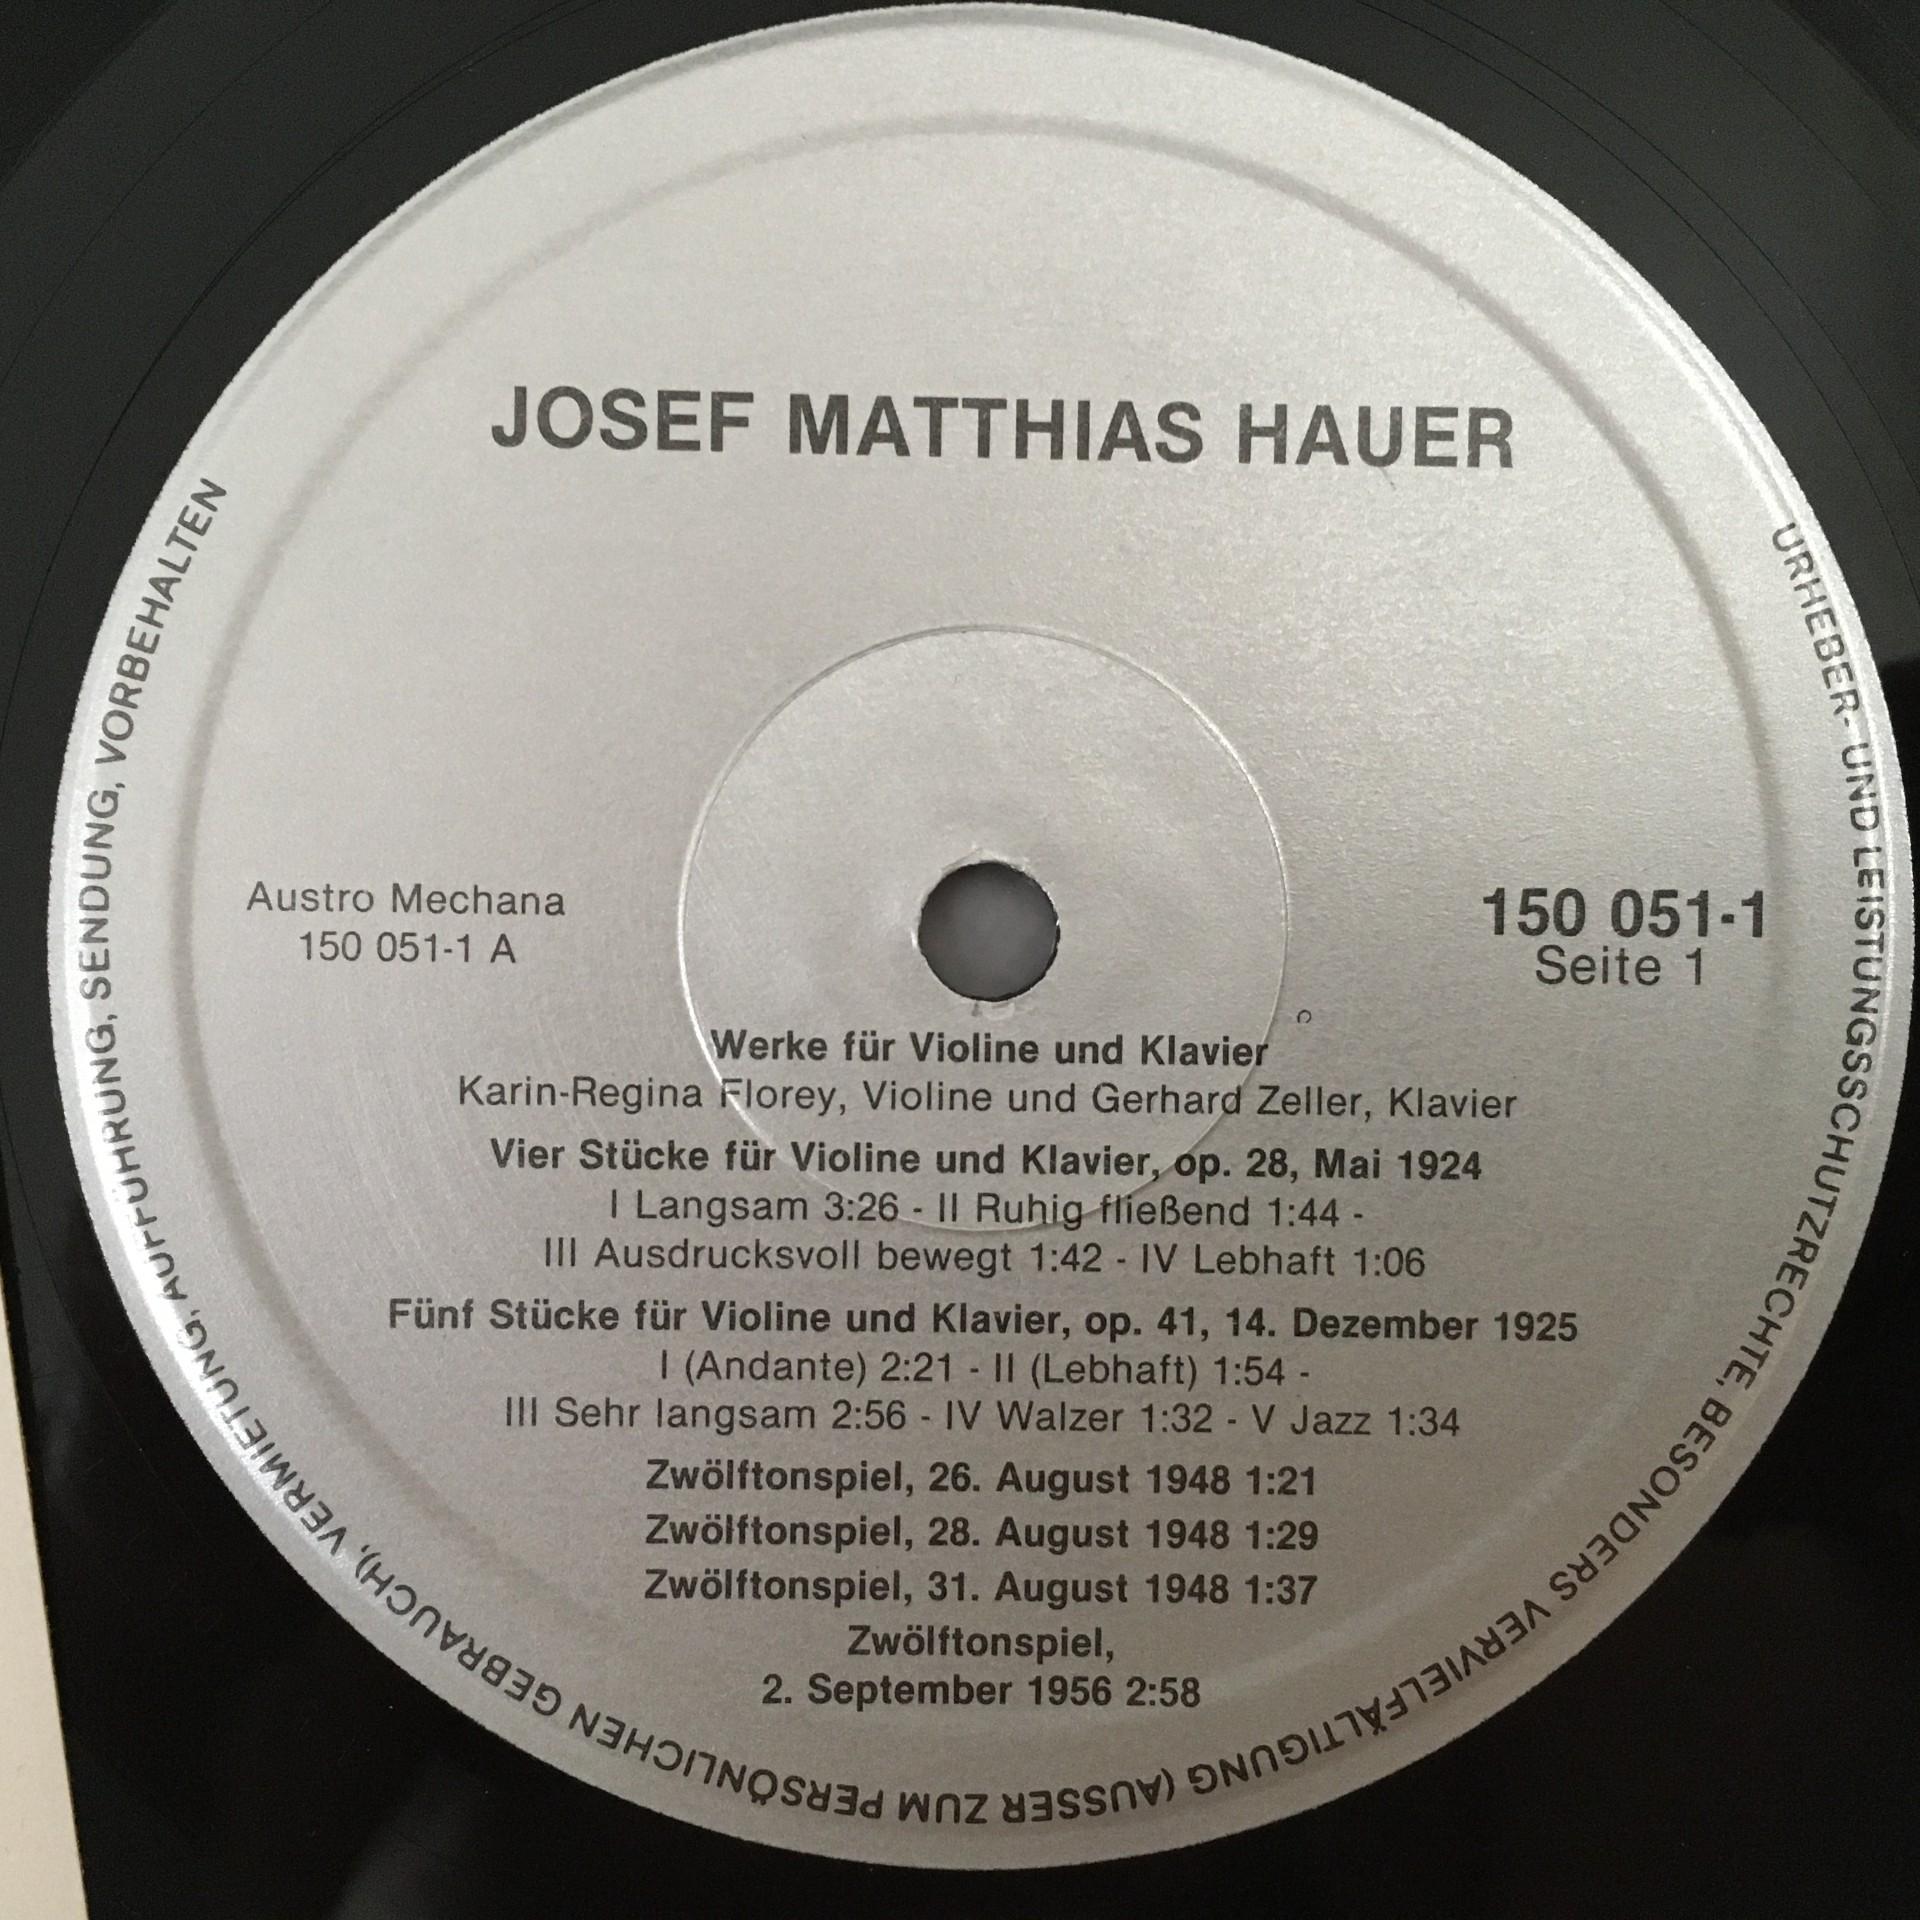 JOSEF MATTHIAS HAUER
Austro Mechana
150 051-1 A
150 051-1
Seite 1
Werke für Violine und Klavier
Karin-Regina Florey, Violine und Gerhard Zeller, Klavier
Vier Stücke für Violine und Klavier, op. 28, Mai 1924
I Langsam 3:26 - II Ruhig fließend 1:44 -
III Ausdrucksvoll bewegt 1:42 - IV Lebhaft 1:06
Fünf Stücke für Violine und Klavier, op. 41, 14. Dezember 1925
I (Andante) 2:21 - II (Lebhaft) 1:54 -
III Sehr langsam 2:56 - IV Walzer 1:32 - V Jazz 1:34
Zwölftonspiel, 26. August 1948 1:21
Zwölftonspiel, 28. August 1948 1:29
Zwölftonspiel, 31. August 1948 1:37
Zwölftonspiel,
2. September 1956 2:58
URHEBER- UND LEISTUNGSSCHUTZRECHTE, BESONDERS VERVIELFÄLTIGUNG (AUSSER ZUM PERSÖNLICHEN GEBRAUCH), VERMIETUNG, AUFFÜHRUNG, SENDUNG, VORBEHALTEN